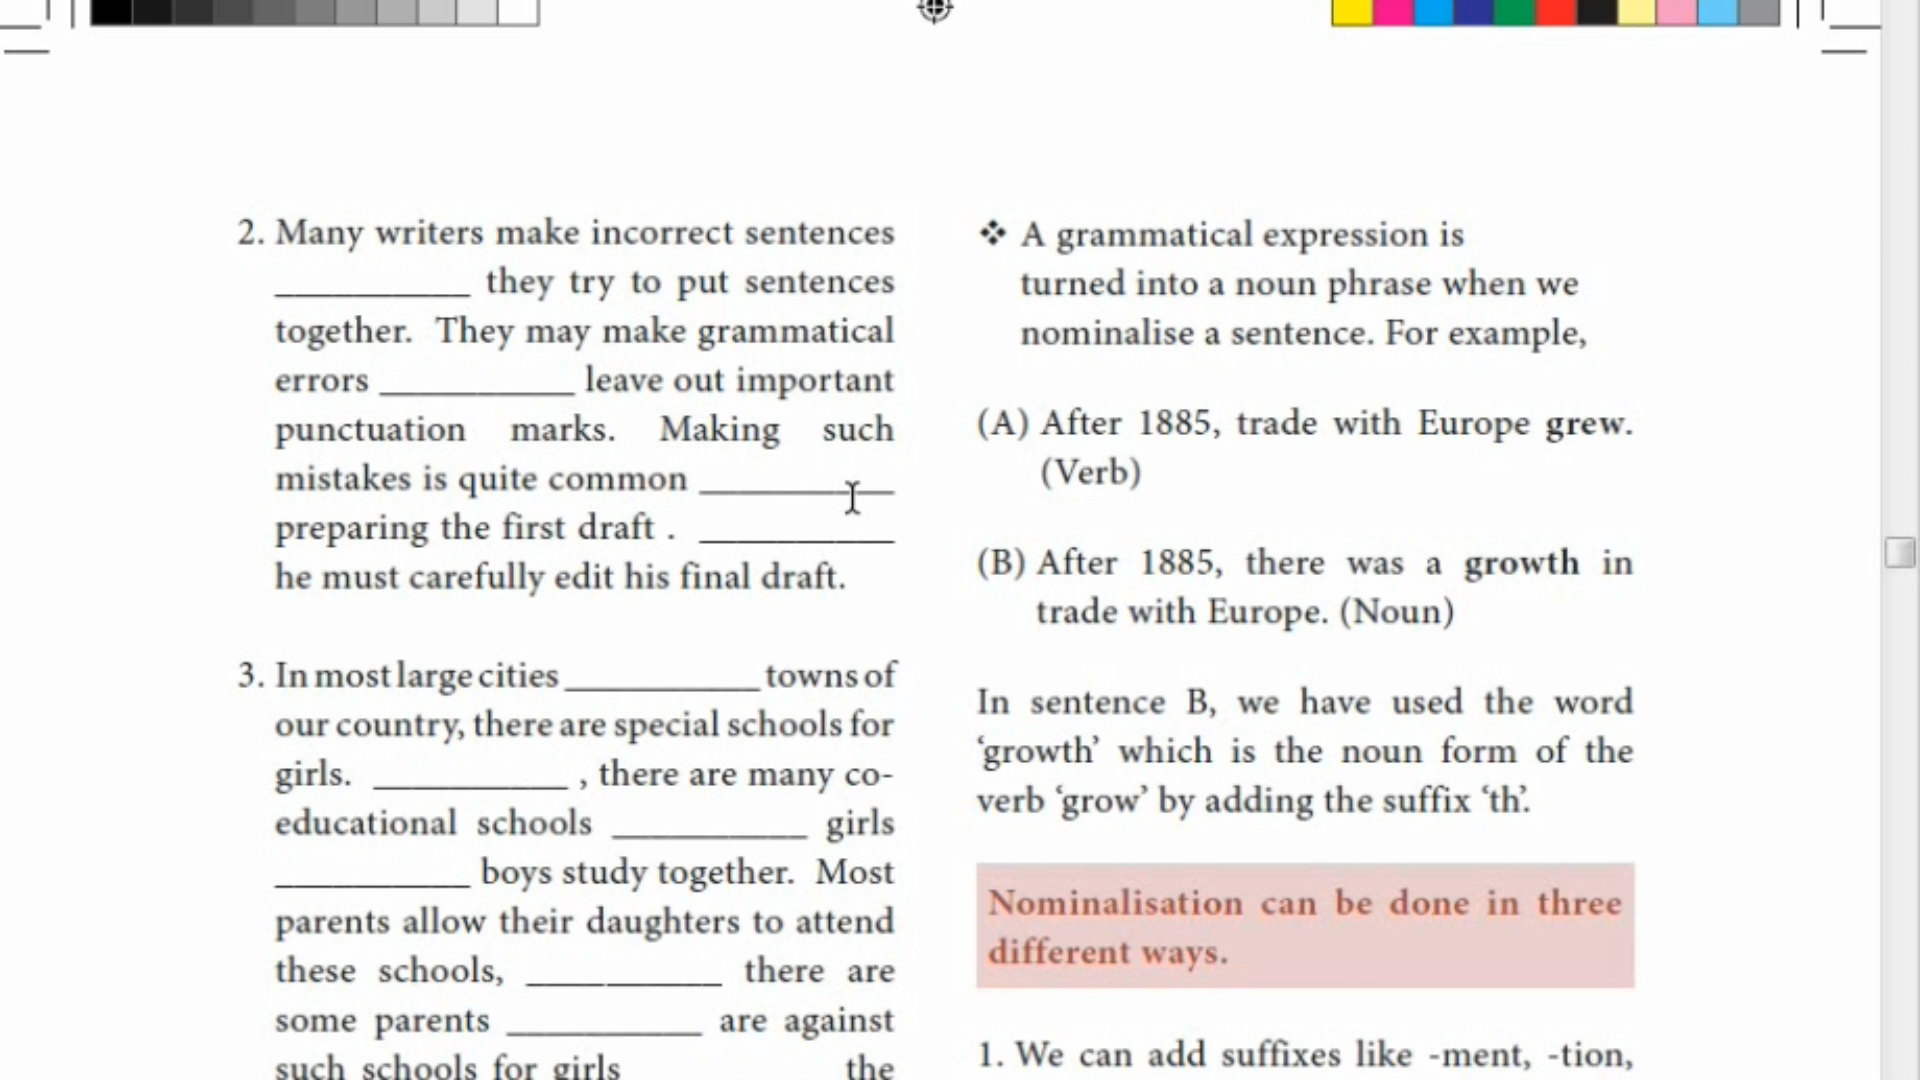 2. Many writers make incorrect sentences
__________ they try to put sentences
together. They may make grammatical
errors __________ leave out important
punctuation marks. Making such
mistakes is quite common __________
preparing the first draft . __________
he must carefully edit his final draft.
3. In most large cities __________ towns of
our country, there are special schools for
girls. __________ , there are many co-
educational schools __________ girls
__________ boys study together. Most
parents allow their daughters to attend
these schools, __________ there are
some parents __________ are against
such schools for girls __________ the
❖ A grammatical expression is
turned into a noun phrase when we
nominalise a sentence. For example,
(A) After 1885, trade with Europe grew.
(Verb)
(B) After 1885, there was a growth in
trade with Europe. (Noun)
In sentence B, we have used the word
‘growth’ which is the noun form of the
verb ‘grow’ by adding the suffix ‘th’.
Nominalisation can be done in three
different ways.
1. We can add suffixes like -ment, -tion,